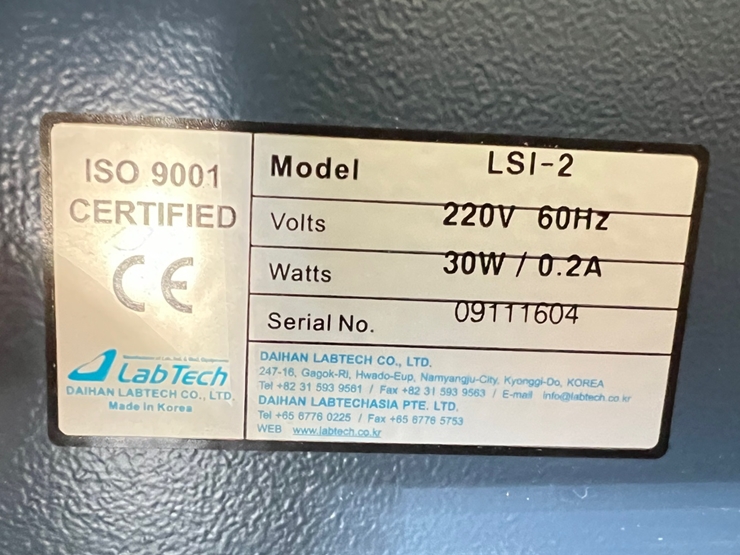 ISO 9001
CERTIFIED
CE
LabTech
DAIHAN LABTECH CO., LTD.
Made in Korea
Model LSI-2
Volts 220V 60Hz
Watts 30W / 0.2A
Serial No. 09111604
DAIHAN LABTECH CO., LTD.
247-16, Gagok-Ri, Hwado-Eup, Namyangju-City, Kyonggi-Do, KOREA
Tel +82 31 593 9561 / Fax +82 31 593 9563 / E-mail info@labtech.co.kr
DAIHAN LABTECHASIA PTE. LTD.
Tel +65 6776 0225 / Fax +65 6776 5753
WEB www.labtech.co.kr